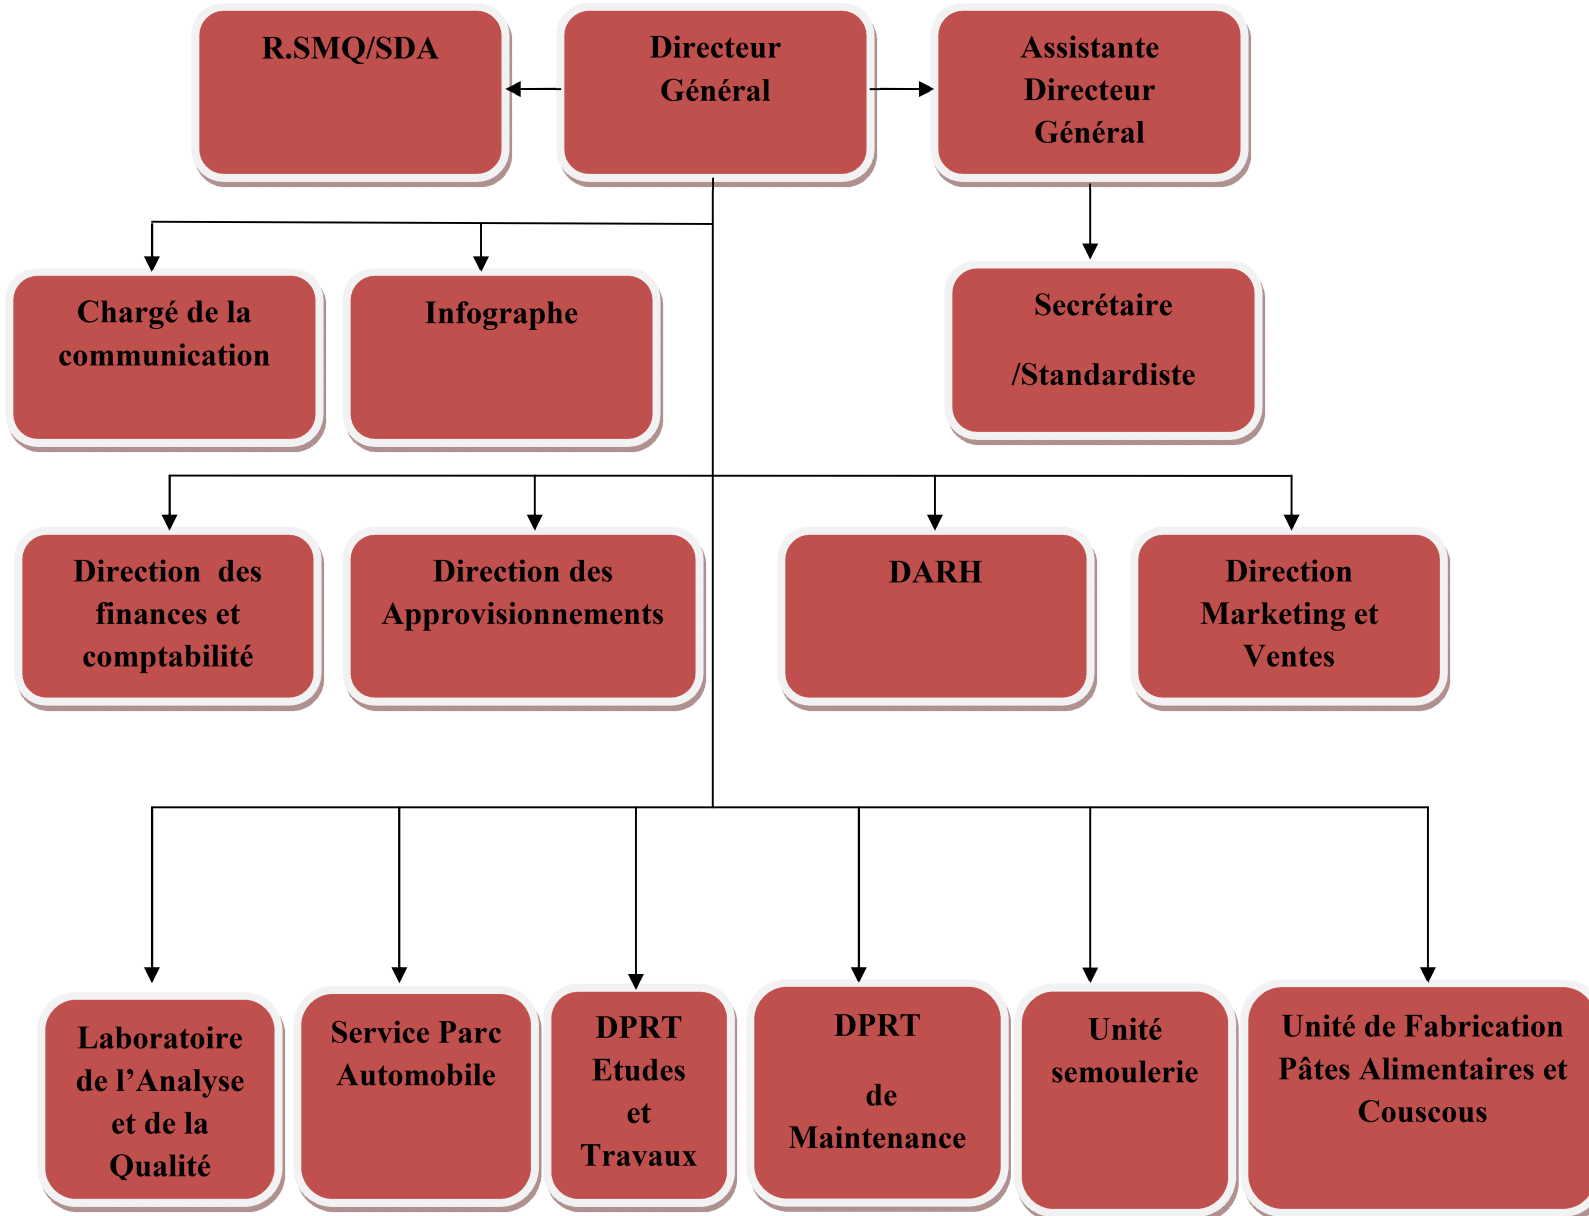 R.SMQ/SDA
Directeur
Général
Assistante
Directeur
Général
Chargé de la
communication
Infographe
Secrétaire
/Standardiste
Direction des
finances et
comptabilité
Direction des
Approvisionnements
DARH
Direction
Marketing et
Ventes
Laboratoire
de l’Analyse
et de la
Qualité
Service Parc
Automobile
DPRT
Etudes
et
Travaux
DPRT
de
Maintenance
Unité
semoulerie
Unité de Fabrication
Pâtes Alimentaires et
Couscous